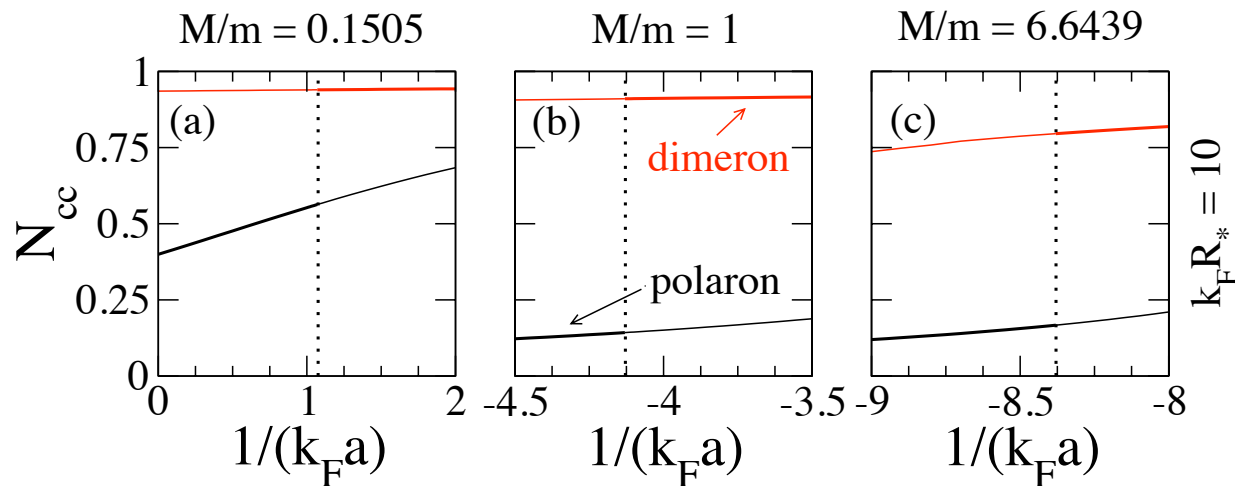 M/m = 0.1505
M/m = 1
M/m = 6.6439
N_cc
1
0.75
0.5
0.25
0
(a)
(b)
dimeron
polaron
(c)
k_F R_* = 10
0
1
2
-4.5
-4
-3.5
-9
-8.5
-8
1/(k_F a)
1/(k_F a)
1/(k_F a)